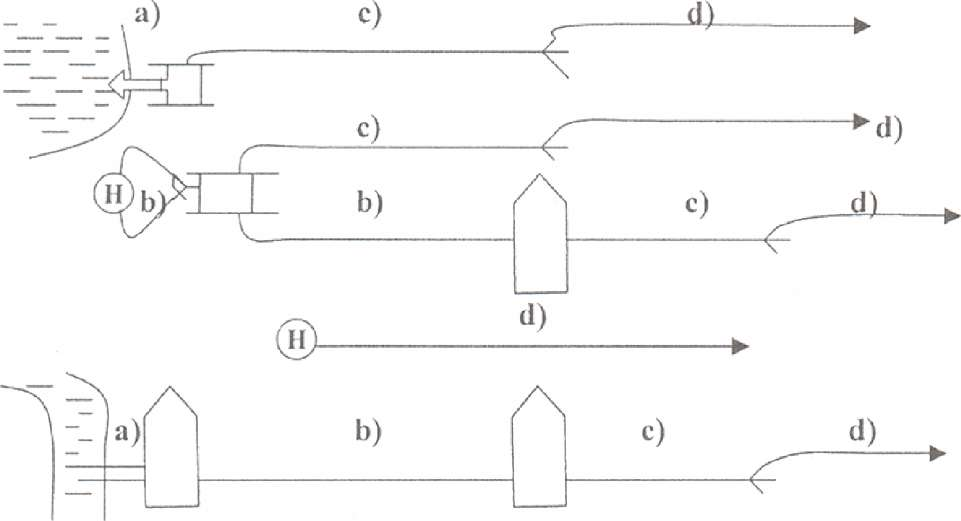 a) c) d)
c) d)
H b) b) c) d)
d)
H
a) b) c) d)